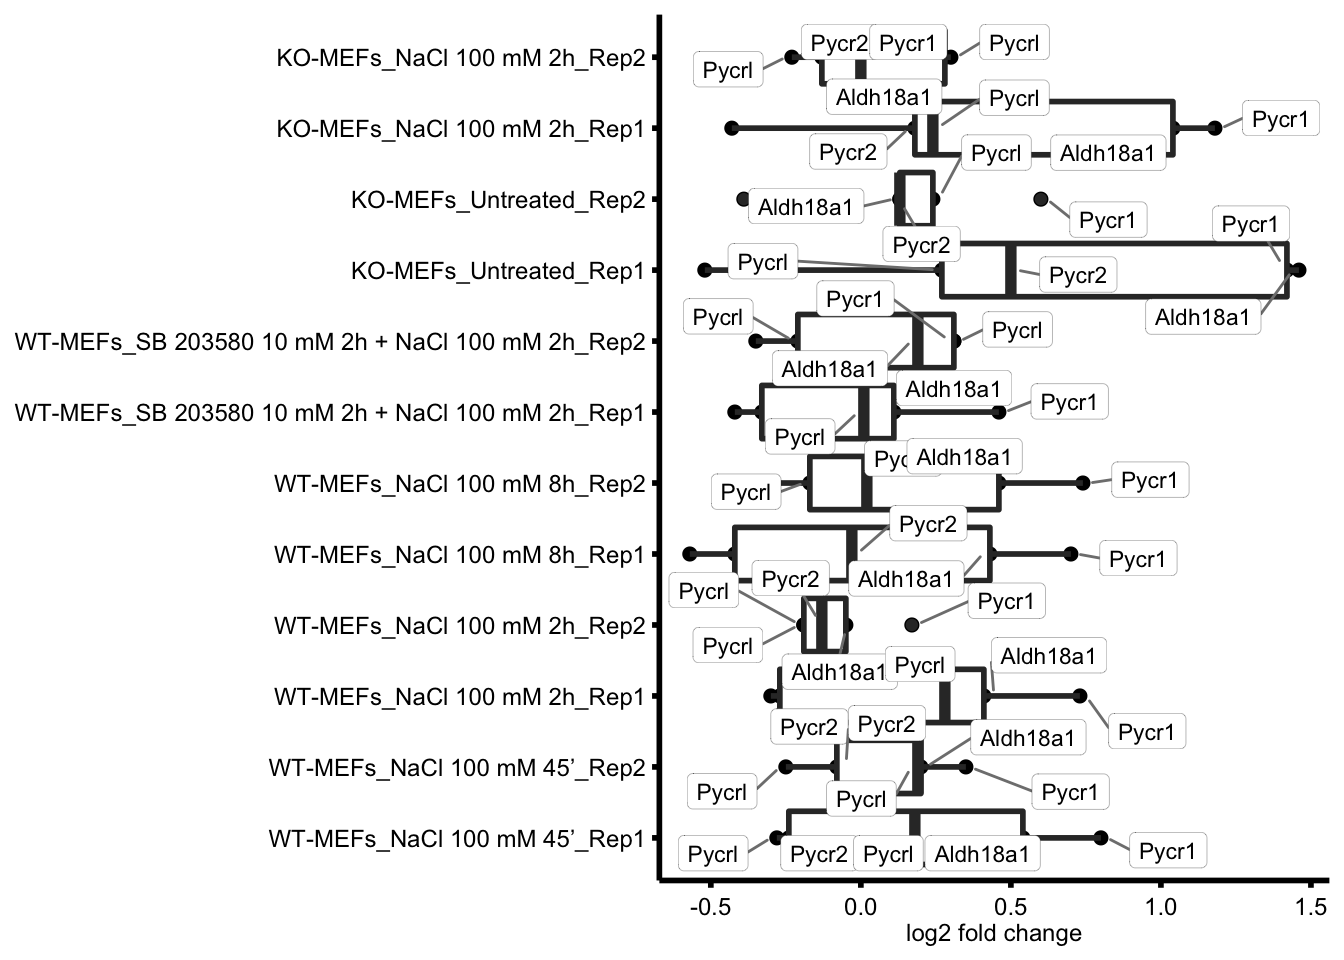 KO-MEFs_NaCl 100 mM 2h_Rep2
Pycrl
Pycr2
Pycr1
Pycrl
KO-MEFs_NaCl 100 mM 2h_Rep1
Aldh18a1
Pycrl
Pycr1
Pycr2
Pycrl
Aldh18a1
KO-MEFs_Untreated_Rep2
Aldh18a1
Pycr1
Pycr2
Pycr1
KO-MEFs_Untreated_Rep1
Pycrl
Pycr2
Aldh18a1
WT-MEFs_SB 203580 10 mM 2h + NaCl 100 mM 2h_Rep2
Pycrl
Pycr1
Pycrl
Aldh18a1
WT-MEFs_SB 203580 10 mM 2h + NaCl 100 mM 2h_Rep1
Aldh18a1
Pycr1
Pycrl
WT-MEFs_NaCl 100 mM 8h_Rep2
Aldh18a1
Pycrl
Pycr1
WT-MEFs_NaCl 100 mM 8h_Rep1
Pycr2
Pycr1
Aldh18a1
WT-MEFs_NaCl 100 mM 2h_Rep2
Pycrl
Pycr2
Pycr1
Pycrl
WT-MEFs_NaCl 100 mM 2h_Rep1
Aldh18a1
Pycrl
Aldh18a1
Pycr1
WT-MEFs_NaCl 100 mM 45’_Rep2
Pycr2
Pycr2
Aldh18a1
Pycrl
Pycrl
Pycr1
WT-MEFs_NaCl 100 mM 45’_Rep1
Pycrl
Pycr2
Pycrl
Aldh18a1
Pycr1
-0.5 0.0 0.5 1.0 1.5
log2 fold change